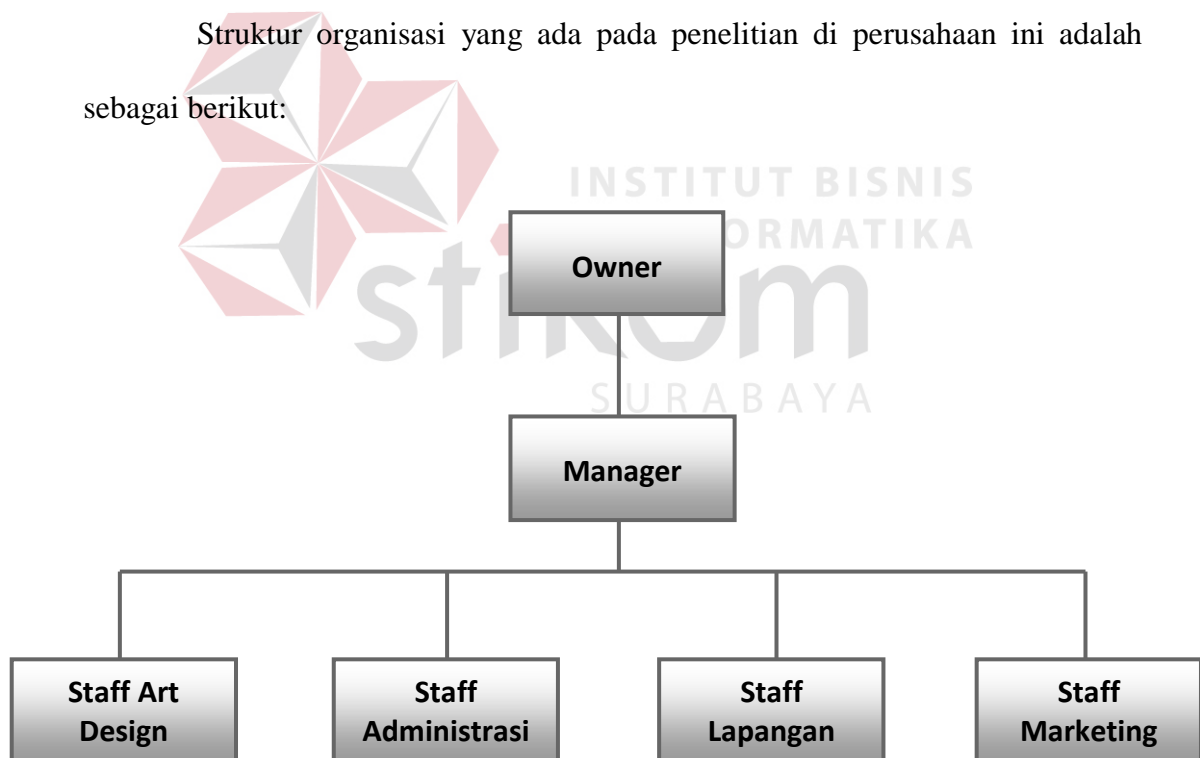 Struktur organisasi yang ada pada penelitian di perusahaan ini adalah
sebagai berikut:
INSTITUT BISNIS
ORMATIKA
stikom
SURABAYA
Owner
Manager
Staff Art
Design
Staff
Administrasi
Staff
Lapangan
Staff
Marketing